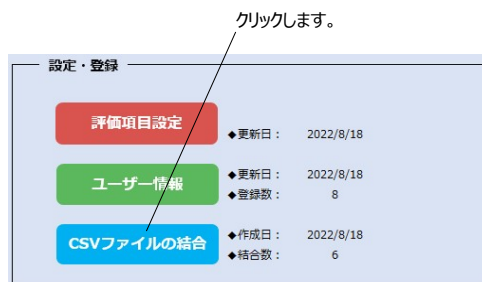 クリックします。
設定・登録
評価項目設定
◆更新日： 2022/8/18
ユーザー情報
◆更新日： 2022/8/18
◆登録数： 8
CSVファイルの結合
◆作成日： 2022/8/18
◆結合数： 6